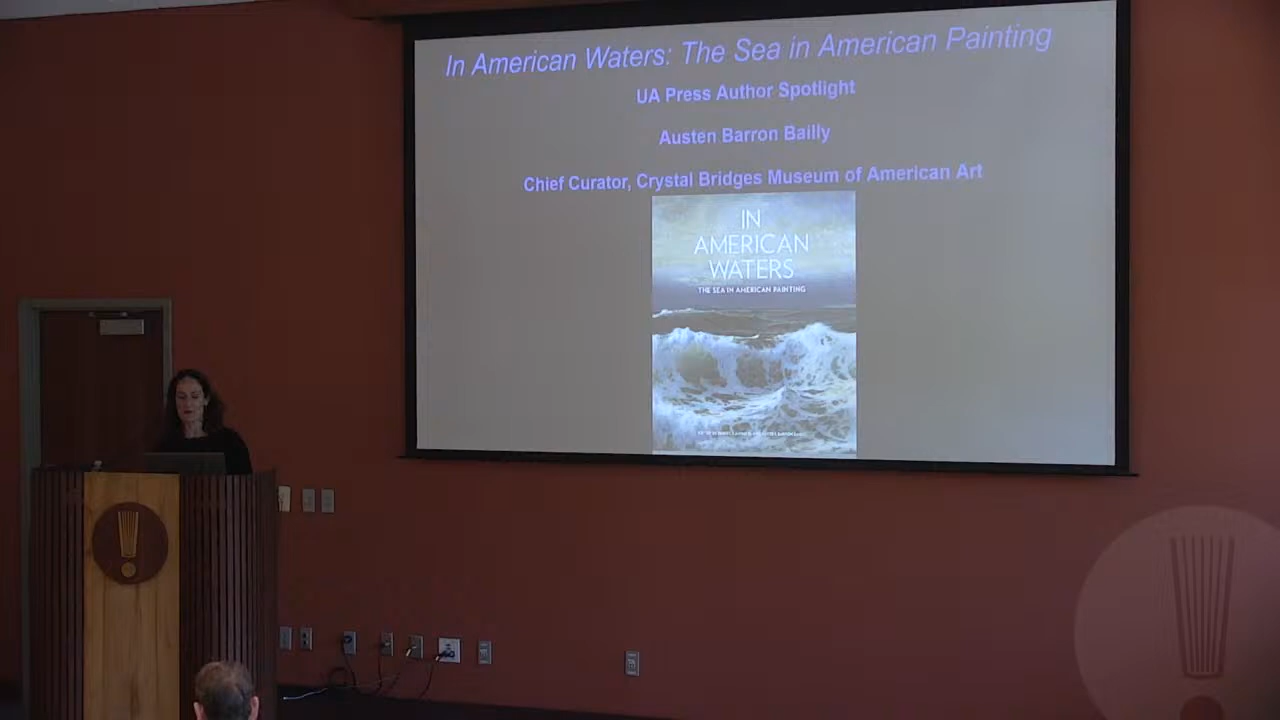 In American Waters: The Sea in American Painting
UA Press Author Spotlight
Austen Barron Bailly
Chief Curator, Crystal Bridges Museum of American Art
IN
AMERICAN
WATERS
THE SEA IN AMERICAN PAINTING